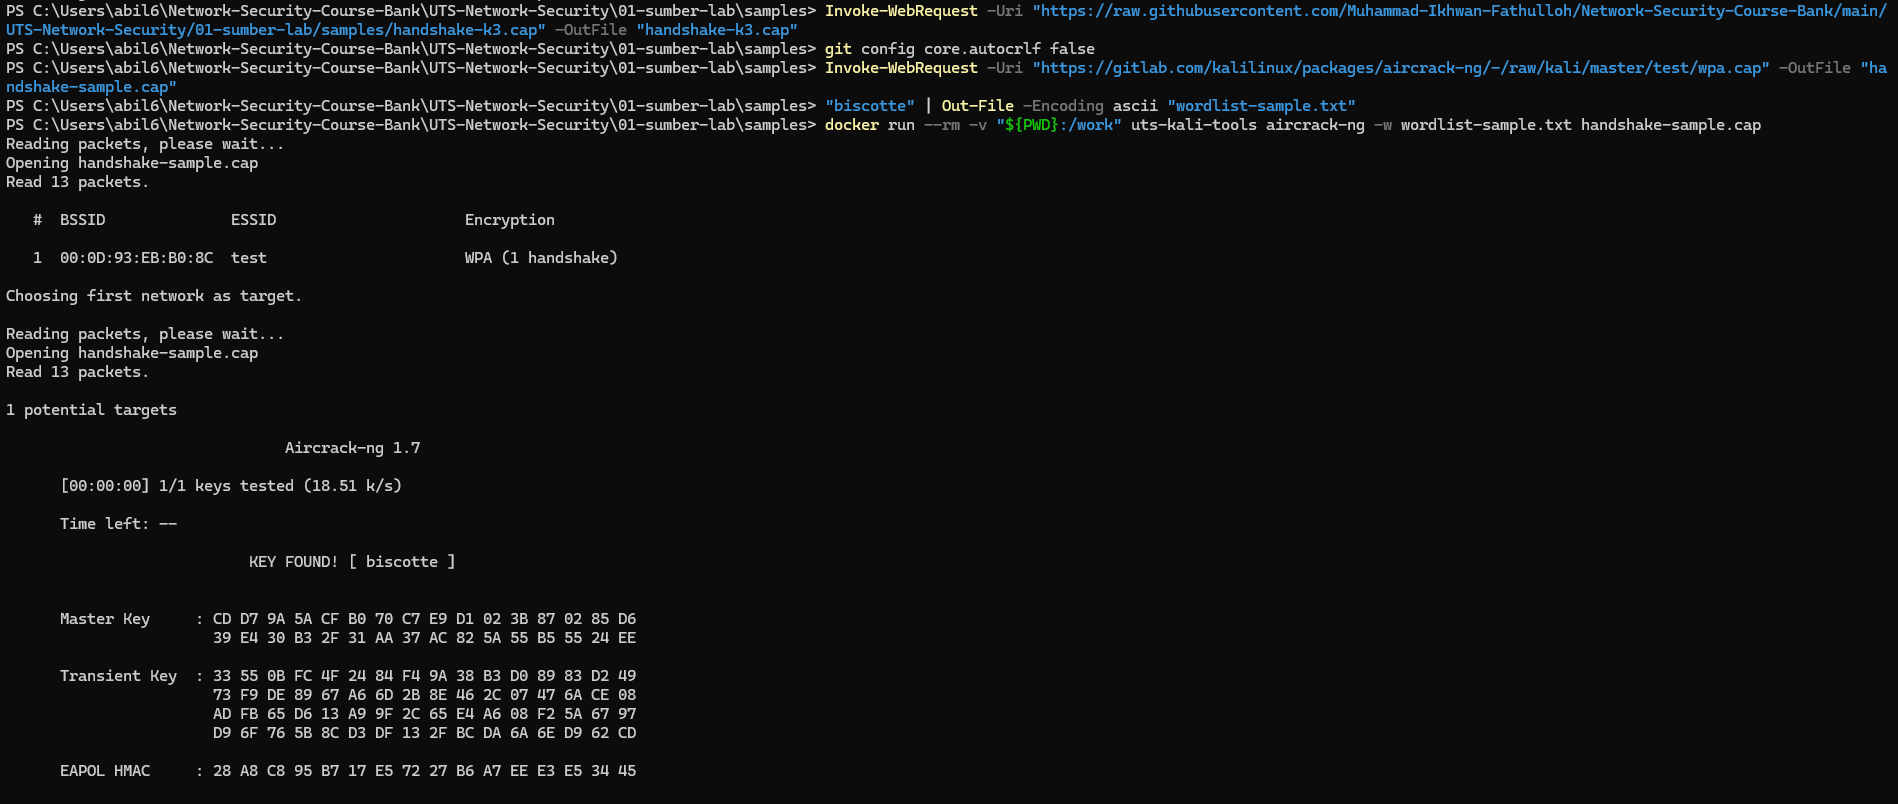 PS C:\Users\abil6\Network-Security-Course-Bank\UTS-Network-Security\01-sumber-lab\samples> Invoke-WebRequest -Uri "https://raw.githubusercontent.com/Muhammad-Ikhwan-Fathulloh/Network-Security-Course-Bank/main/
UTS-Network-Security/01-sumber-lab/samples/handshake-k3.cap" -OutFile "handshake-k3.cap"
PS C:\Users\abil6\Network-Security-Course-Bank\UTS-Network-Security\01-sumber-lab\samples> git config core.autocrlf false
PS C:\Users\abil6\Network-Security-Course-Bank\UTS-Network-Security\01-sumber-lab\samples> Invoke-WebRequest -Uri "https://gitlab.com/kalilinux/packages/aircrack-ng/-/raw/kali/master/test/wpa.cap" -OutFile "ha
ndshake-sample.cap"
PS C:\Users\abil6\Network-Security-Course-Bank\UTS-Network-Security\01-sumber-lab\samples> "biscotte" | Out-File -Encoding ascii "wordlist-sample.txt"
PS C:\Users\abil6\Network-Security-Course-Bank\UTS-Network-Security\01-sumber-lab\samples> docker run --rm -v "${PWD}:/work" uts-kali-tools aircrack-ng -w wordlist-sample.txt handshake-sample.cap
Reading packets, please wait...
Opening handshake-sample.cap
Read 13 packets.
# BSSID ESSID Encryption
1 00:0D:93:EB:B0:8C test WPA (1 handshake)
Choosing first network as target.
Reading packets, please wait...
Opening handshake-sample.cap
Read 13 packets.
1 potential targets
Aircrack-ng 1.7
[00:00:00] 1/1 keys tested (18.51 k/s)
Time left: --
KEY FOUND! [ biscotte ]
Master Key : CD D7 9A 5A CF B0 70 C7 E9 D1 02 3B 87 02 85 D6
39 E4 30 B3 2F 31 AA 37 AC 82 5A 55 B5 55 24 EE
Transient Key : 33 55 0B FC 4F 24 84 F4 9A 38 B3 D0 89 83 D2 49
73 F9 DE 89 67 A6 6D 2B 8E 46 2C 07 47 6A CE 08
AD FB 65 D6 13 A9 9F 2C 65 E4 A6 08 F2 5A 67 97
D9 6F 76 5B 8C D3 DF 13 2F BC DA 6A 6E D9 62 CD
EAPOL HMAC : 28 A8 C8 95 B7 17 E5 72 27 B6 A7 EE E3 E5 34 45